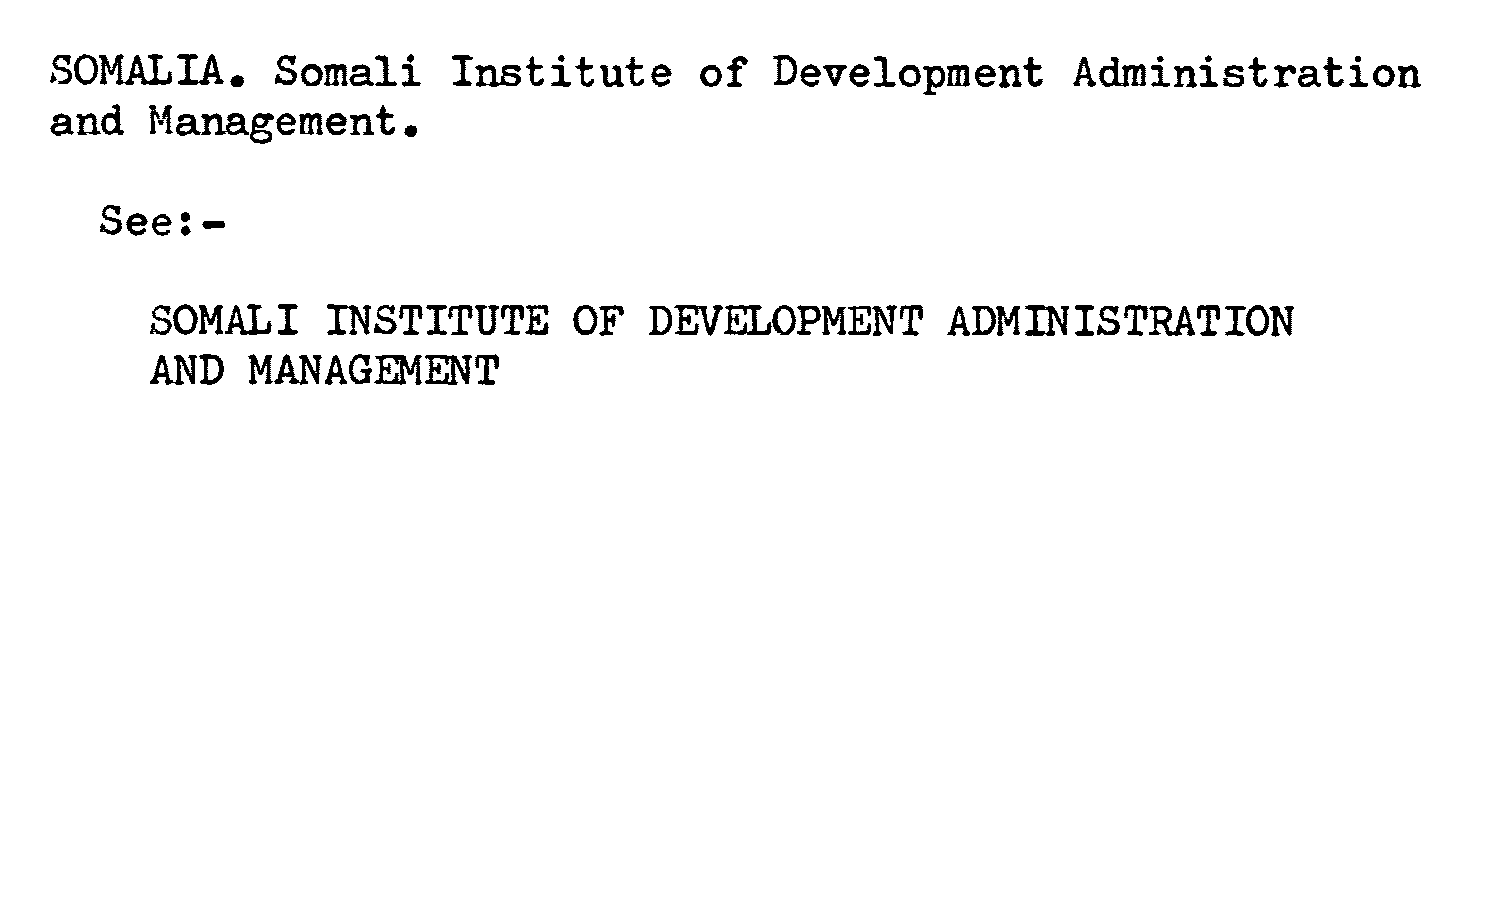 SOMALIA. Somali Institute of Development Administration
and Management.
See:-
SOMALI INSTITUTE OF DEVELOPMENT ADMINISTRATION
AND MANAGEMENT